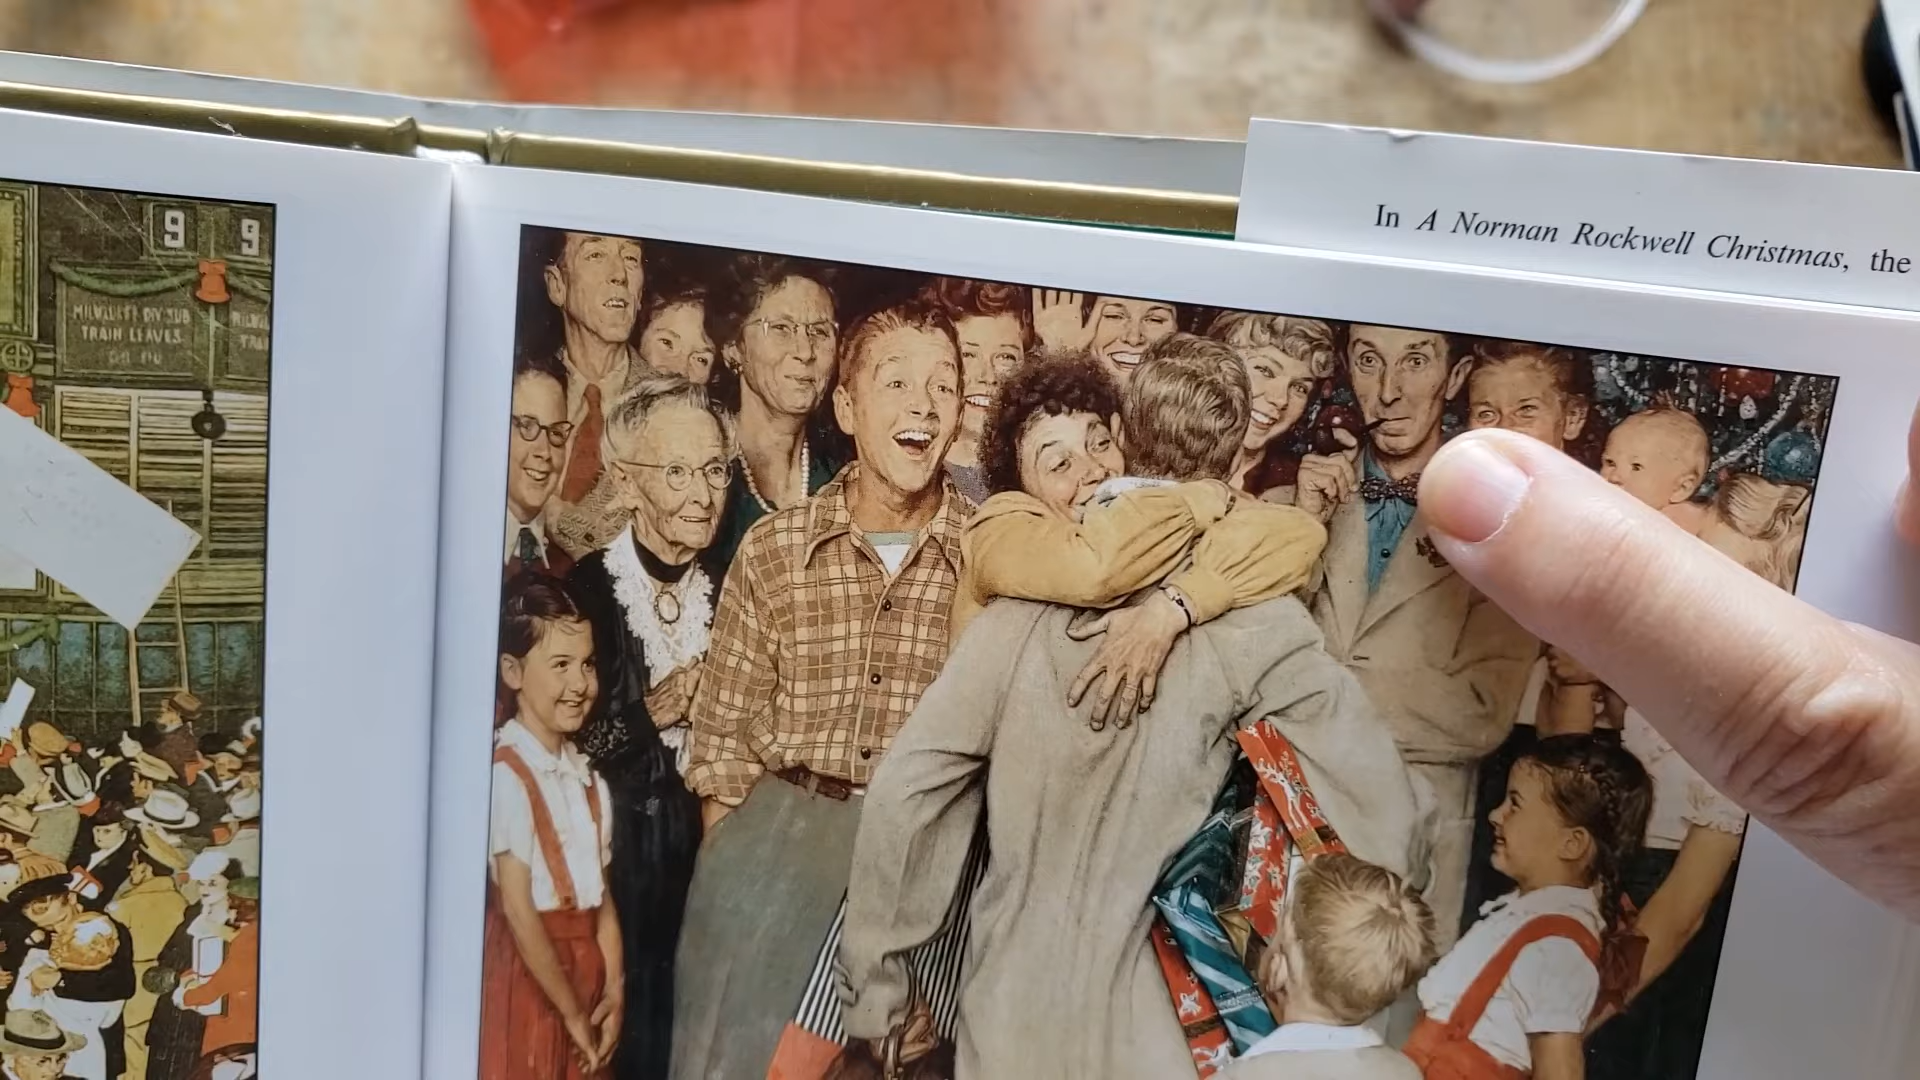 9 9
MILWAUKEE DIV SUB
TRAIN LEAVES
In A Norman Rockwell Christmas, the